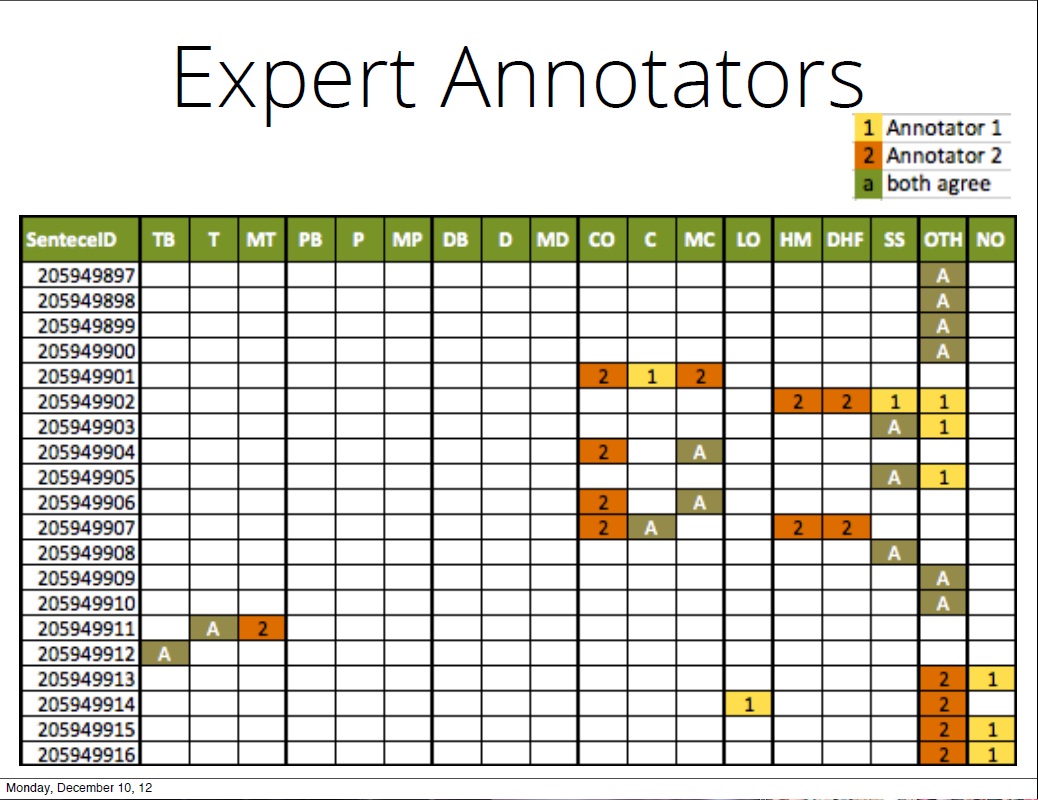 Expert Annotators
1 Annotator 1
2 Annotator 2
a both agree
SenteceID TB T MT PB P MP DB D MD CO C MC LO HM DHF SS OTH NO
205949897 A
205949898 A
205949899 A
205949900 A
205949901 2 1 2
205949902 2 2 1 1
205949903 A 1
205949904 2 A
205949905 A 1
205949906 2 A
205949907 2 A 2 2
205949908 A
205949909 A
205949910 A
205949911 A 2
205949912 A
205949913 2 1
205949914 1 2
205949915 2 1
205949916 2 1
Monday, December 10, 12